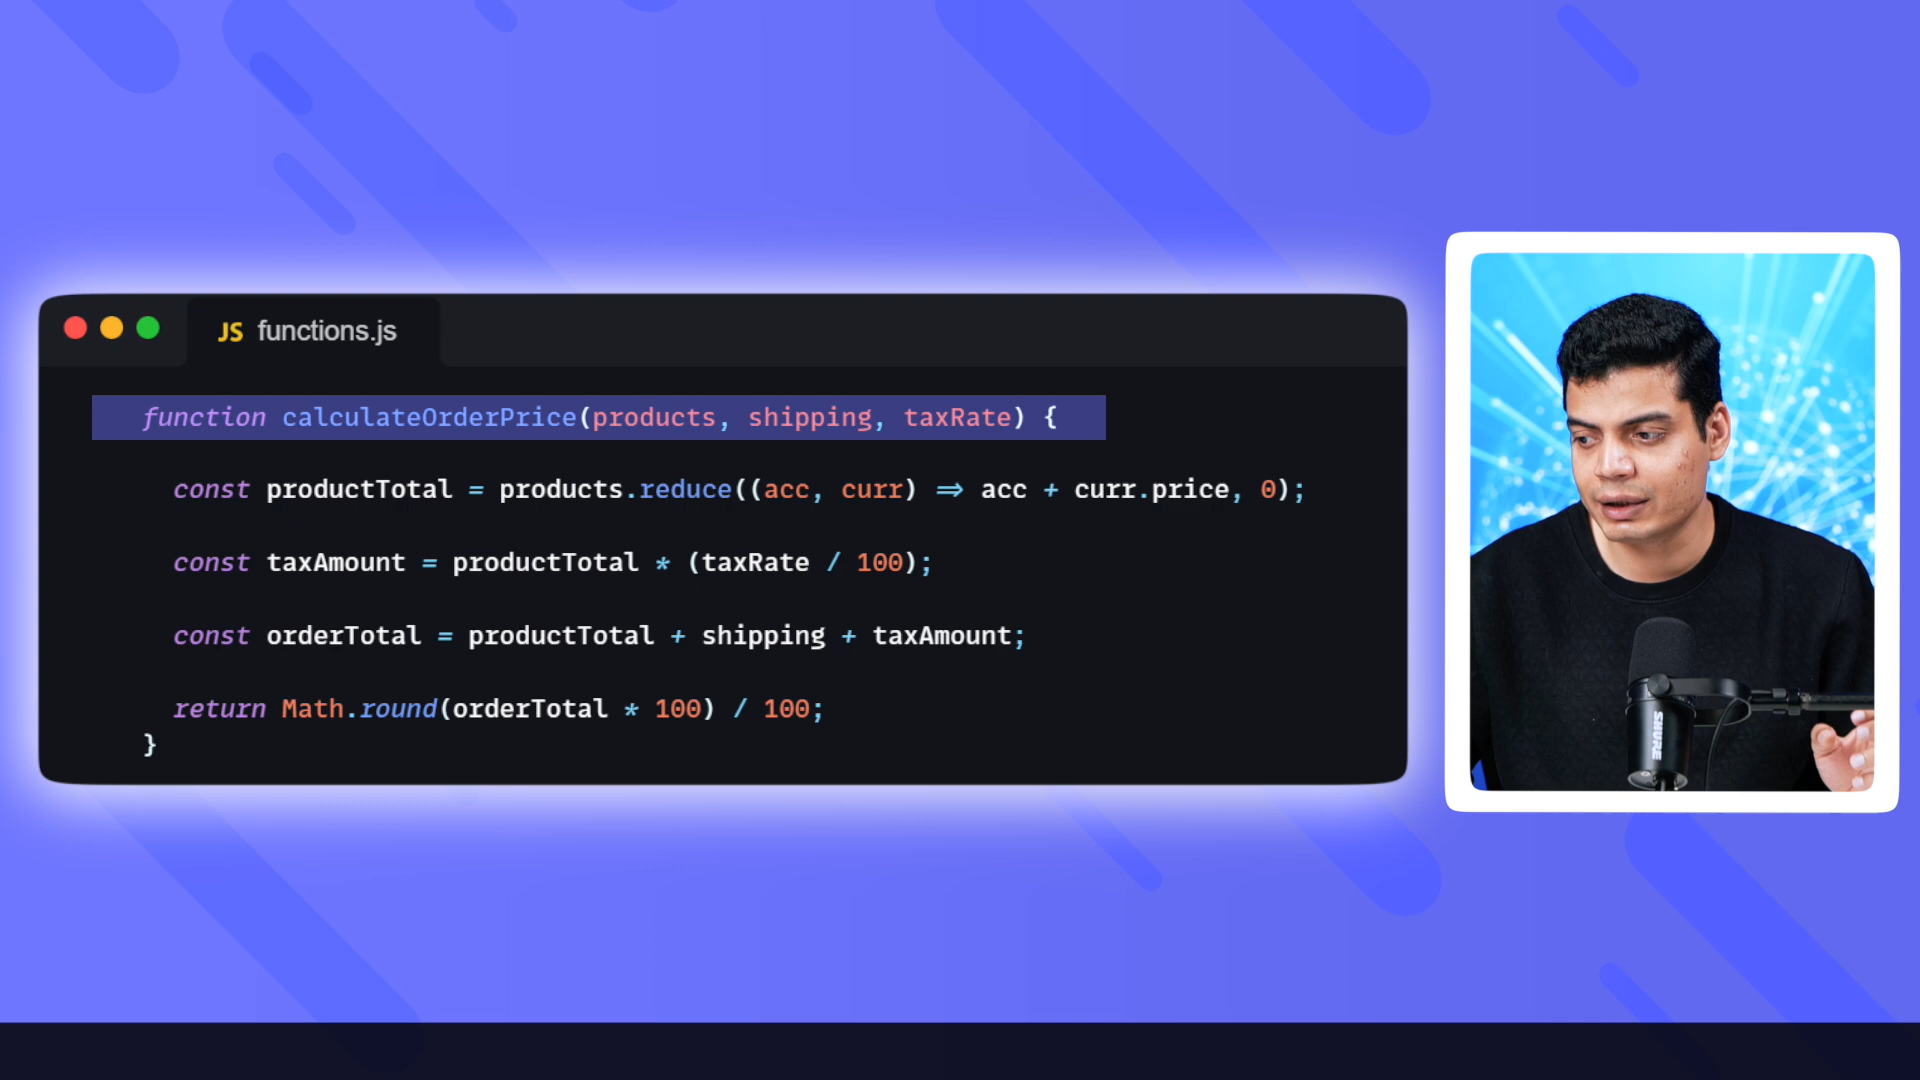 JS functions.js
function calculateOrderPrice(products, shipping, taxRate) {
const productTotal = products.reduce((acc, curr) => acc + curr.price, 0);
const taxAmount = productTotal * (taxRate / 100);
const orderTotal = productTotal + shipping + taxAmount;
return Math.round(orderTotal * 100) / 100;
}
SHURE